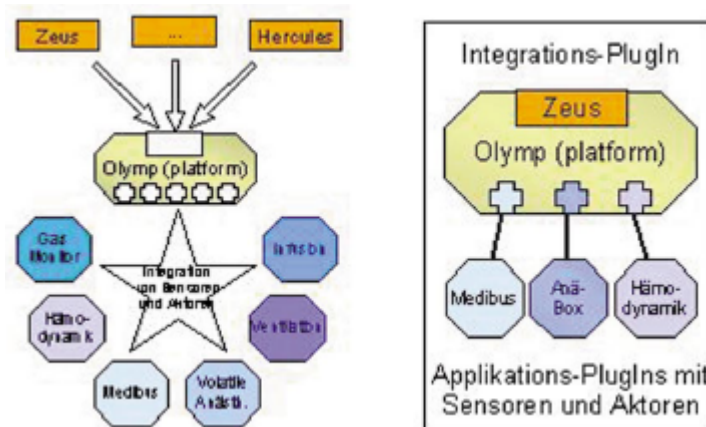 Zeus
...
Hercules
Olymp (platform)
Gas
Monitor
Infusion
Integration
von Sensoren
und Aktoren
Hämo-
dynamik
Ventilation
Medibus
Volatile
Anästh.
Integrations-PlugIn
Zeus
Olymp (platform)
Medibus
Anä-
Box
Hämo-
dynamik
Applikations-PlugIns mit
Sensoren und Aktoren